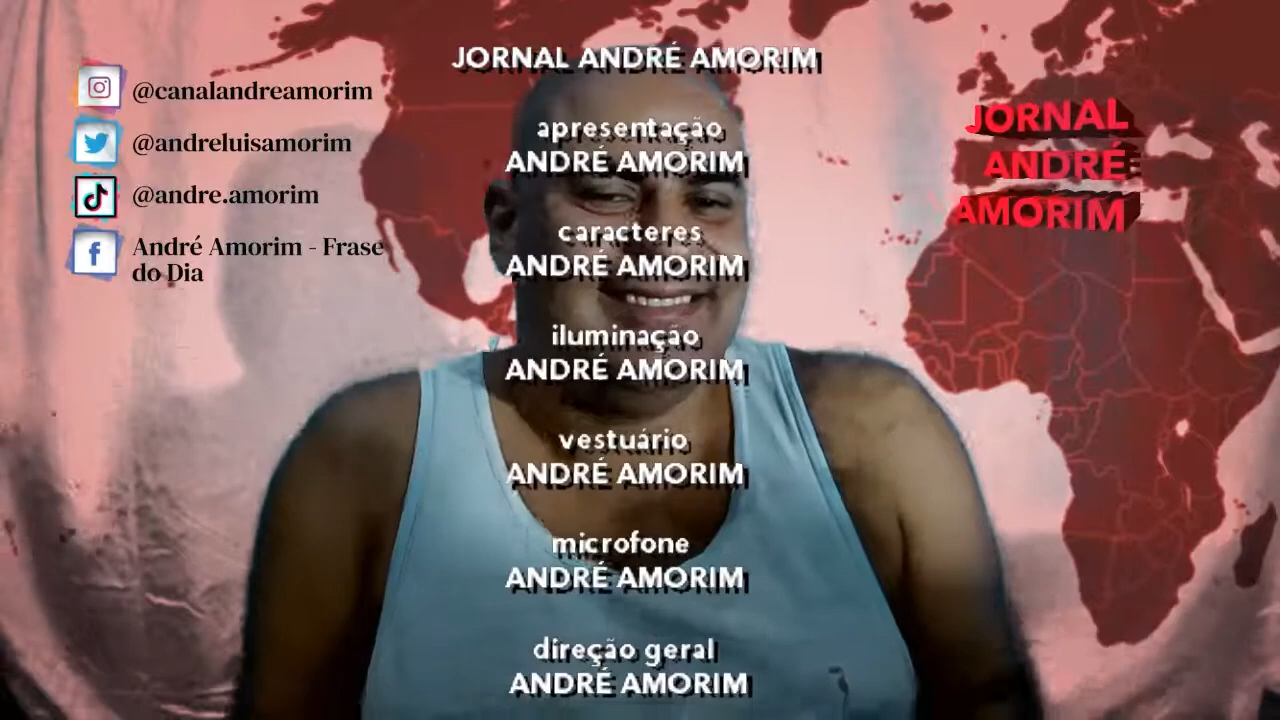 @canalandreamorim
@andreluisamorim
@andre.amorim
André Amorim - Frase
do Dia
JORNAL ANDRÉ AMORIM
apresentação
ANDRÉ AMORIM
caracteres
ANDRÉ AMORIM
iluminação
ANDRÉ AMORIM
vestuário
ANDRÉ AMORIM
microfone
ANDRÉ AMORIM
direção geral
ANDRÉ AMORIM
JORNAL
ANDRÉ
AMORIM